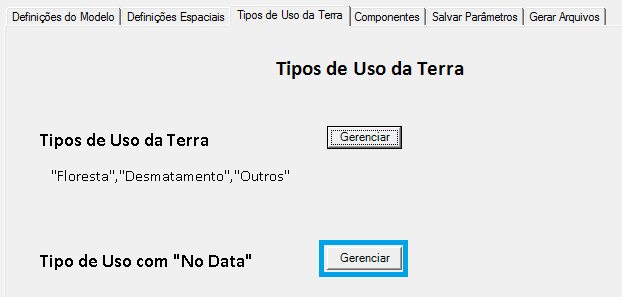 Definições do Modelo Definições Espaciais Tipos de Uso da Terra Componentes Salvar Parâmetros Gerar Arquivos
Tipos de Uso da Terra
Tipos de Uso da Terra Gerenciar
"Floresta","Desmatamento","Outros"
Tipo de Uso com "No Data" Gerenciar